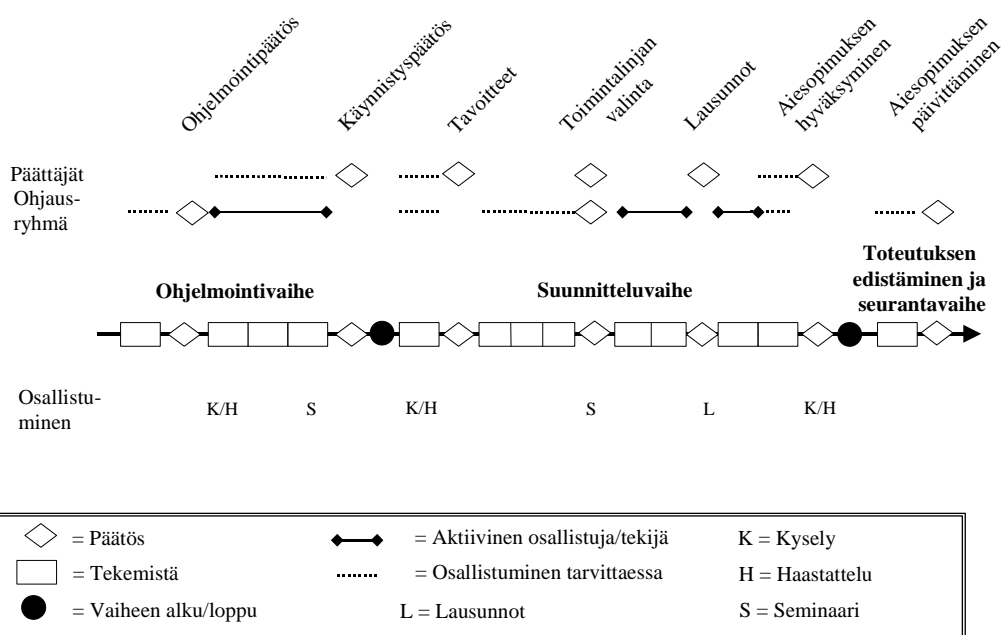 Ohjelmointipäätös
Käynnistyspäätös
Tavoitteet
Toimintalinjan
valinta
Lausunnot
Aiesopimuksen
hyväksyminen
Aiesopimuksen
päivittäminen
Päättäjät
Ohjaus-
ryhmä
Ohjelmointivaihe
Suunnitteluvaihe
Toteutuksen
edistäminen ja
seurantavaihe
Osallistu-
minen
K/H S K/H S L K/H
= Päätös = Aktiivinen osallistuja/tekijä K = Kysely
= Tekemistä = Osallistuminen tarvittaessa H = Haastattelu
= Vaiheen alku/loppu L = Lausunnot S = Seminaari